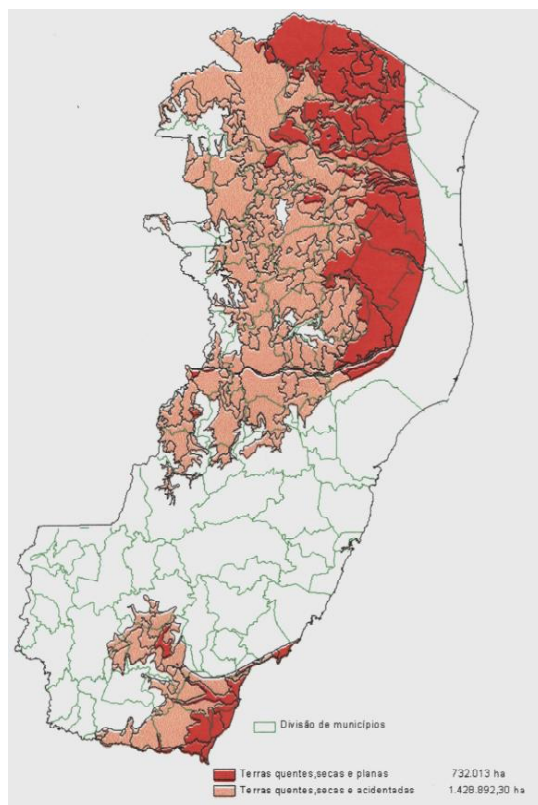 Divisão de municípios
Terras quentes,secas e planas 732.013 ha
Terras quentes,secas e acidentadas 1.428.892,30 ha